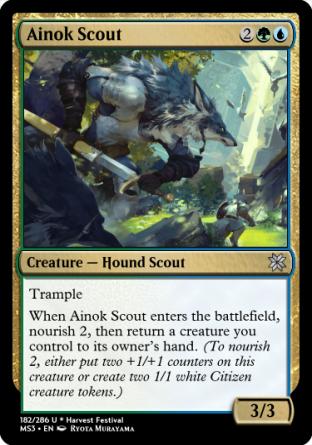 Ainok Scout 2
Creature — Hound Scout
Trample
When Ainok Scout enters the battlefield,
nourish 2, then return a creature you
control to its owner's hand. (To nourish
2, either put two +1/+1 counters on this
creature or create two 1/1 white Citizen
creature tokens.)
3/3
182/286 U * Harvest Festival
MS3 • EN Ryota Murayama